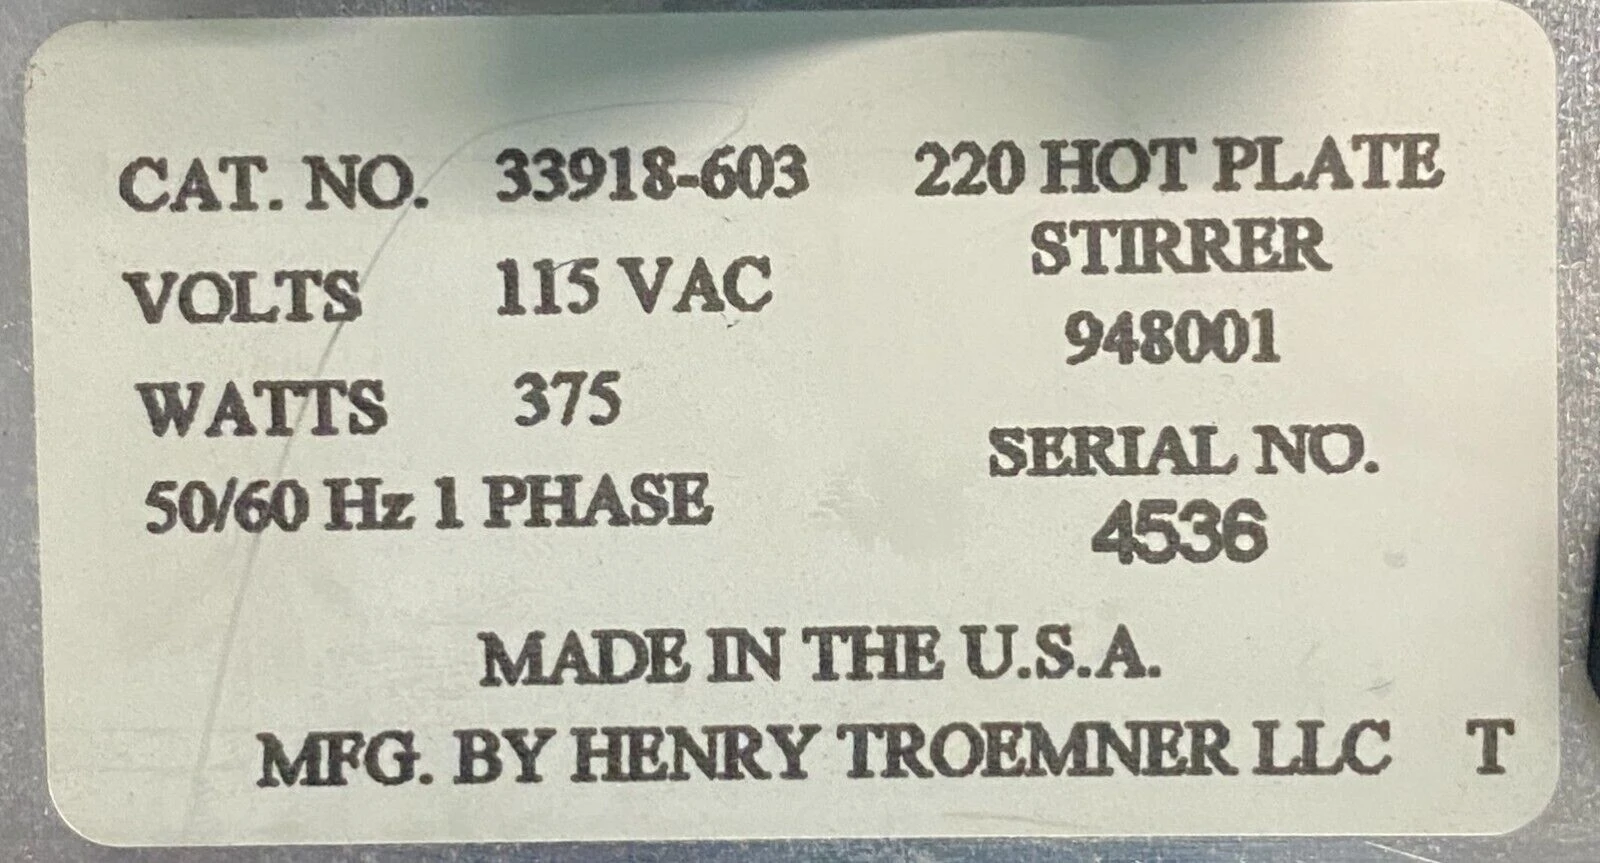 CAT. NO. 33918-603
VOLTS 115 VAC
WATTS 375
50/60 Hz 1 PHASE
220 HOT PLATE
STIRRER
948001
SERIAL NO.
4536
MADE IN THE U.S.A.
MFG. BY HENRY TROEMNER LLC T